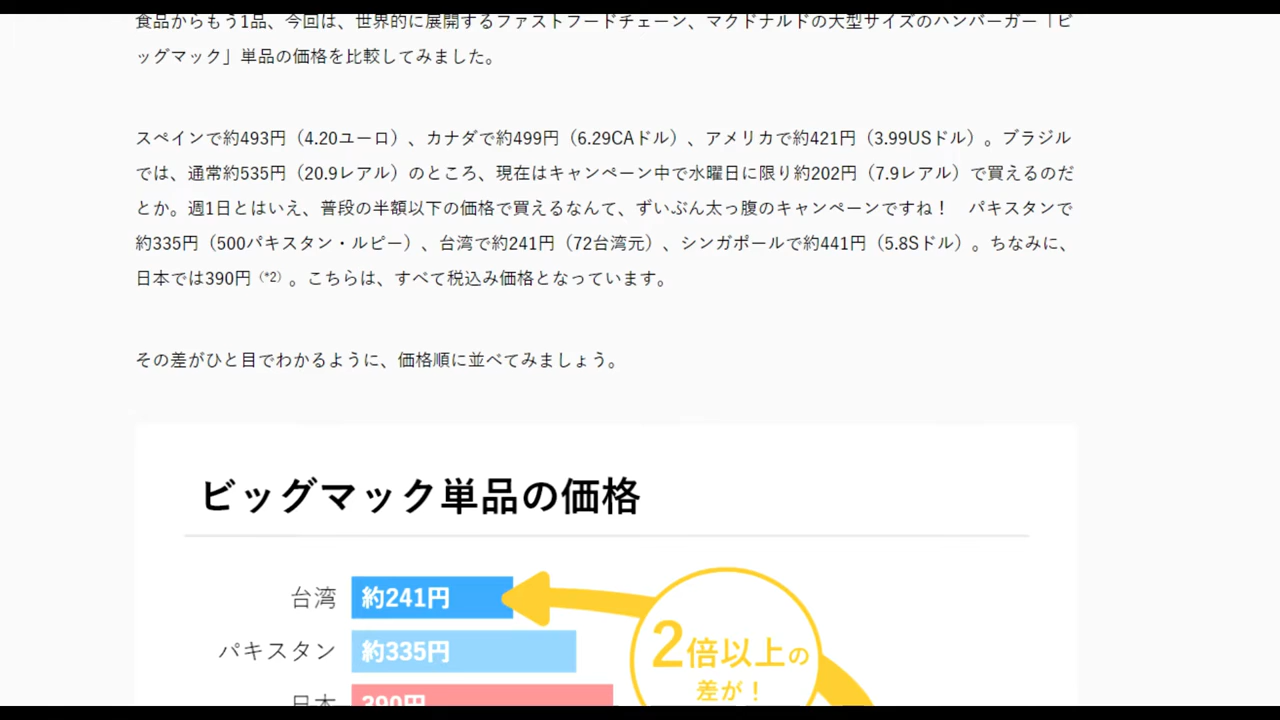 食品からもう1品、今回は、世界的に展開するファストフードチェーン、マクドナルドの大型サイズのハンバーガー「ビ
ッグマック」単品の価格を比較してみました。
スペインで約493円（4.20ユーロ）、カナダで約499円（6.29CAドル）、アメリカで約421円（3.99USドル）。ブラジル
では、通常約535円（20.9レアル）のところ、現在はキャンペーン中で水曜日に限り約202円（7.9レアル）で買えるのだ
とか。週1日とはいえ、普段の半額以下の価格で買えるなんて、ずいぶん太っ腹のキャンペーンですね！　パキスタンで
約335円（500パキスタン・ルピー）、台湾で約241円（72台湾元）、シンガポールで約441円（5.8Sドル）。ちなみに、
日本では390円（*2）。こちらは、すべて税込み価格となっています。
その差がひと目でわかるように、価格順に並べてみましょう。
ビッグマック単品の価格
台湾 約241円
パキスタン 約335円
2倍以上の
差が！
日本 390円